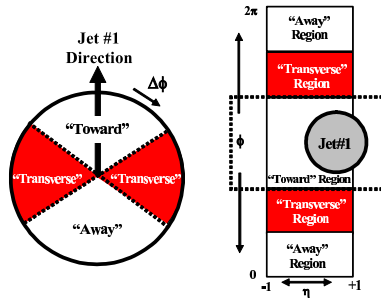 Jet #1
Direction
Δϕ
“Toward”
“Transverse”
“Transverse”
“Away”
2π
“Away”
Region
“Transverse”
Region
ϕ
Jet#1
“Toward” Region
“Transverse”
Region
“Away”
Region
0
-1
η
+1